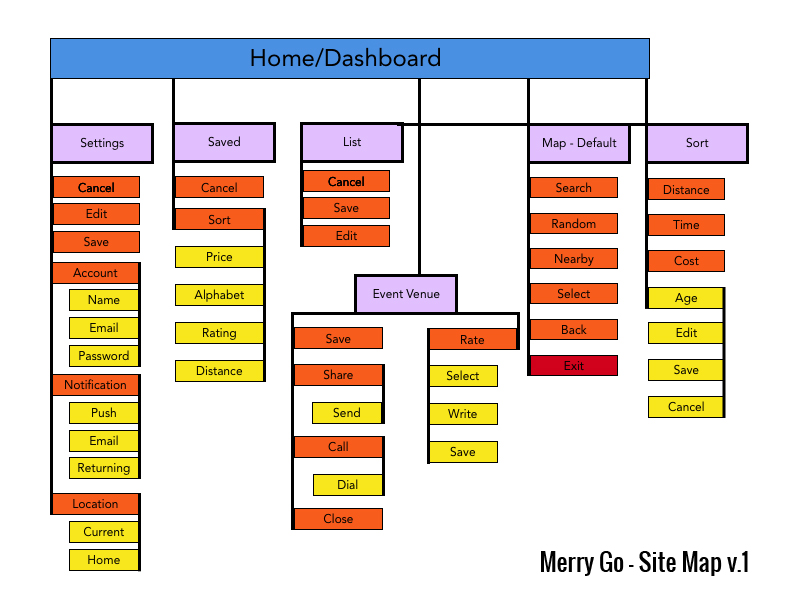 Home/Dashboard
Settings
Cancel
Edit
Save
Account
Name
Email
Password
Notification
Push
Email
Returning
Location
Current
Home
Saved
Cancel
Sort
Price
Alphabet
Rating
Distance
List
Cancel
Save
Edit
Event Venue
Save
Share
Send
Call
Dial
Close
Rate
Select
Write
Save
Map - Default
Search
Random
Nearby
Select
Back
Exit
Sort
Distance
Time
Cost
Age
Edit
Save
Cancel
Merry Go - Site Map v.1